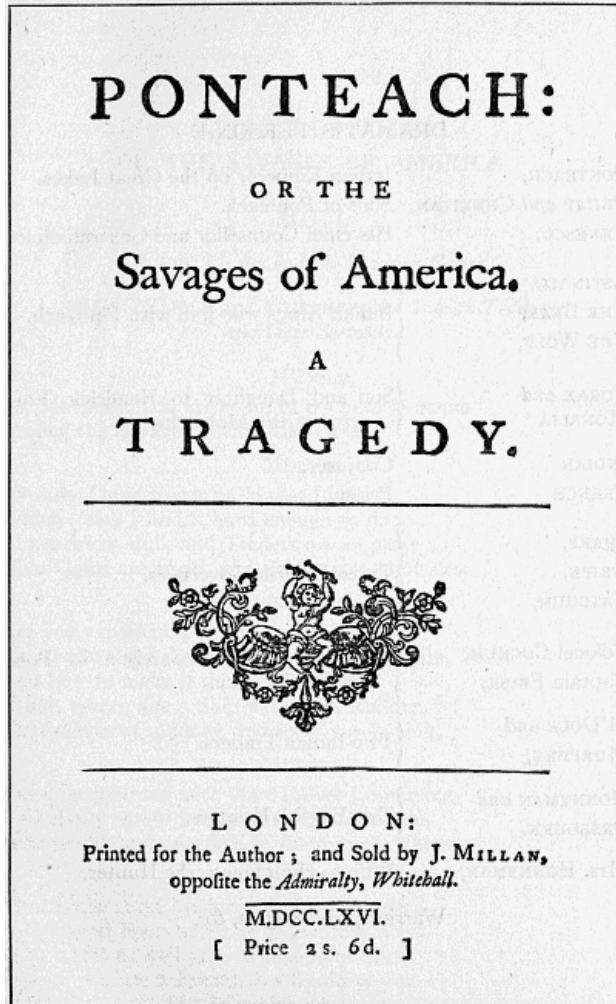 PONTEACH:
OR THE
Savages of America.
A
TRAGEDY.
LONDON:
Printed for the Author; and Sold by J. MILLAN,
oppoſite the Admiralty, Whitehall.
M.DCC.LXVI.
[ Price 2 s. 6d. ]